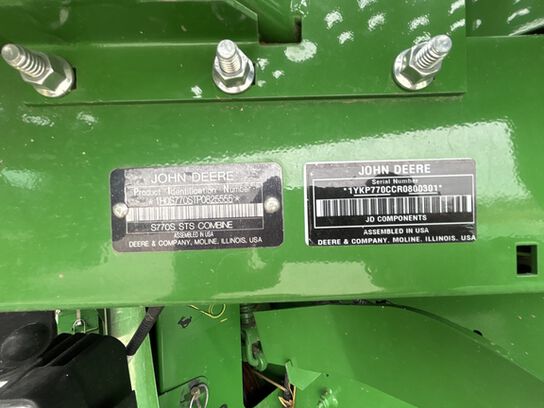 JOHN DEERE
Product Identification Number
*1H0S770STP0825555*
S770S STS COMBINE
ASSEMBLED IN USA
DEERE & COMPANY, MOLINE, ILLINOIS, USA
JOHN DEERE
Serial Number
*1YKP770CCR0800301*
JD COMPONENTS
ASSEMBLED IN USA
DEERE & COMPANY, MOLINE, ILLINOIS. USA